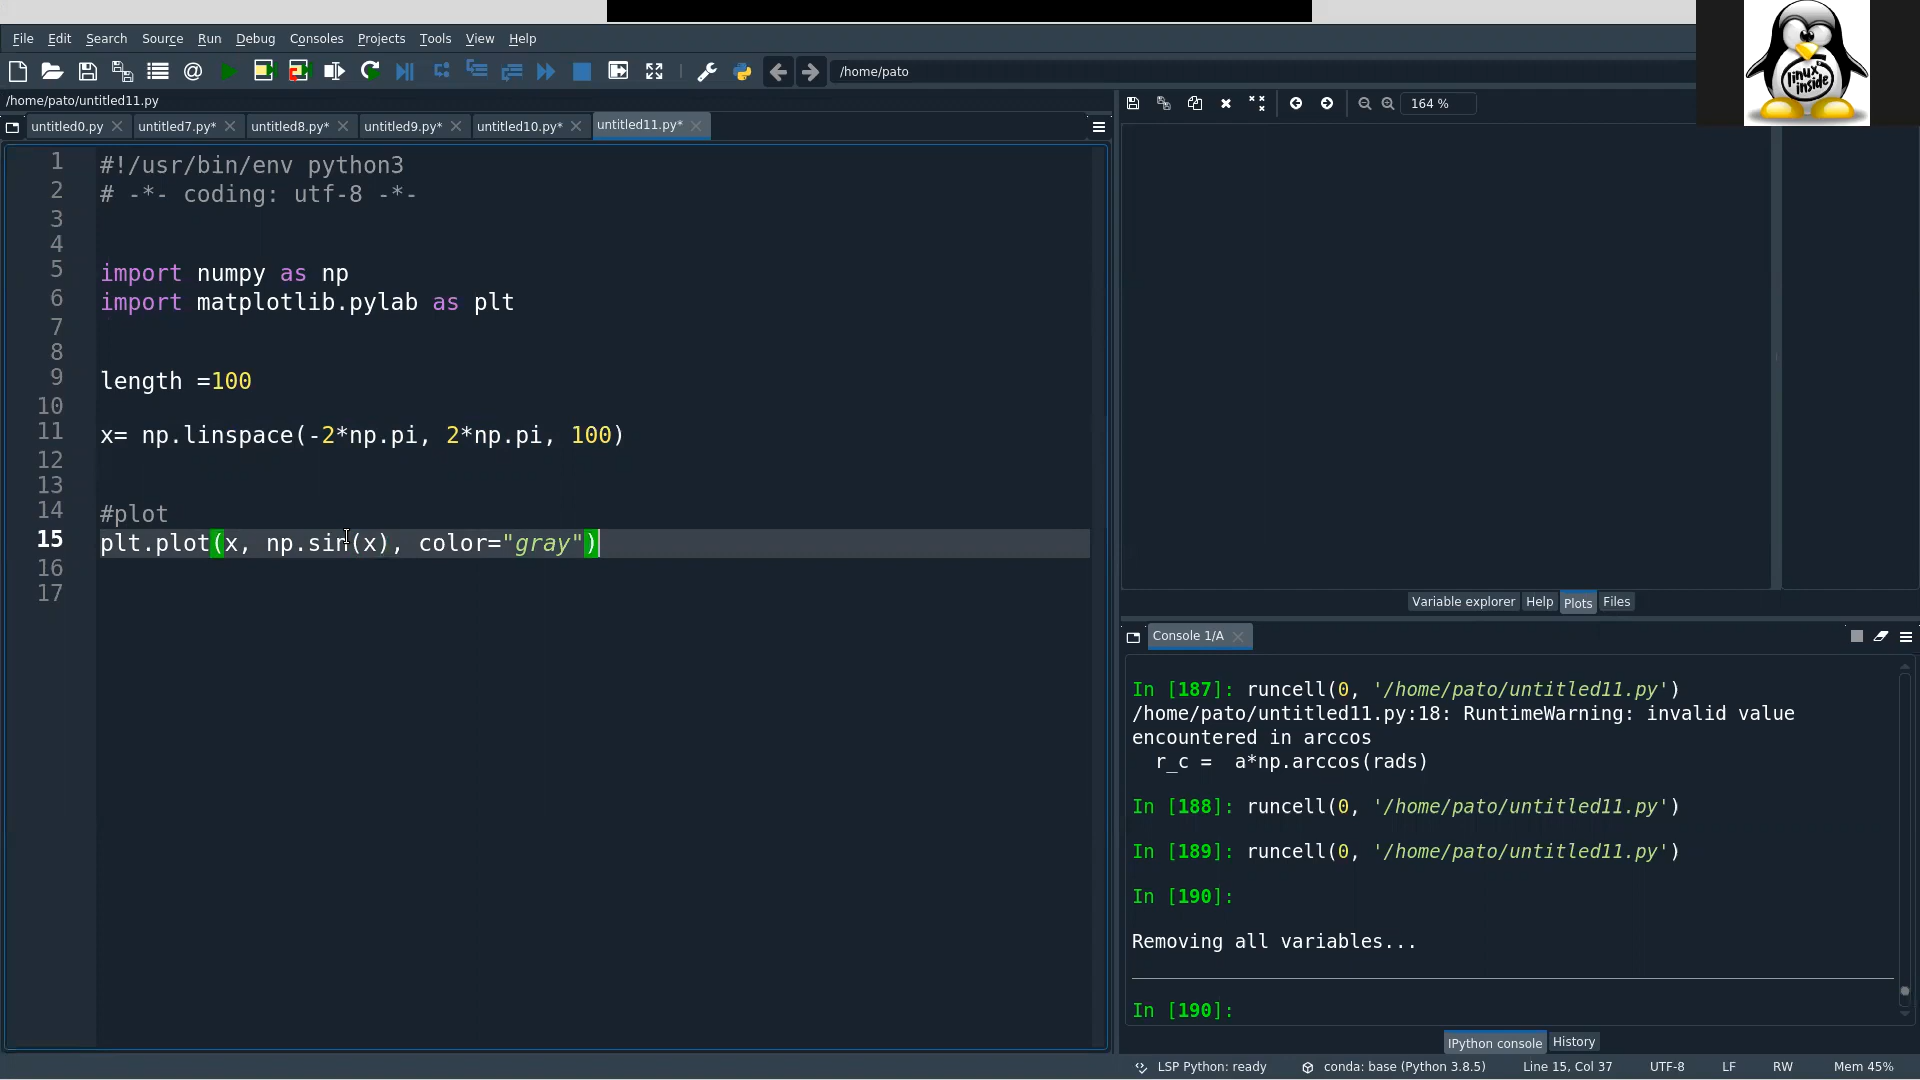 File Edit Search Source Run Debug Consoles Projects Tools View Help
/home/pato
/home/pato/untitled11.py
untitled0.py untitled7.py* untitled8.py* untitled9.py* untitled10.py* untitled11.py*
164 %
linux inside
1 #!/usr/bin/env python3
2 # -*- coding: utf-8 -*-
3
4
5 import numpy as np
6 import matplotlib.pylab as plt
7
8
9 length =100
10
11 x= np.linspace(-2*np.pi, 2*np.pi, 100)
12
13
14 #plot
15 plt.plot(x, np.sin(x), color="gray")
16
17
Variable explorer Help Plots Files
Console 1/A
In [187]: runcell(0, '/home/pato/untitled11.py')
/home/pato/untitled11.py:18: RuntimeWarning: invalid value
encountered in arccos
r_c = a*np.arccos(rads)
In [188]: runcell(0, '/home/pato/untitled11.py')
In [189]: runcell(0, '/home/pato/untitled11.py')
In [190]:
Removing all variables...
In [190]:
IPython console History
LSP Python: ready conda: base (Python 3.8.5) Line 15, Col 37 UTF-8 LF RW Mem 45%